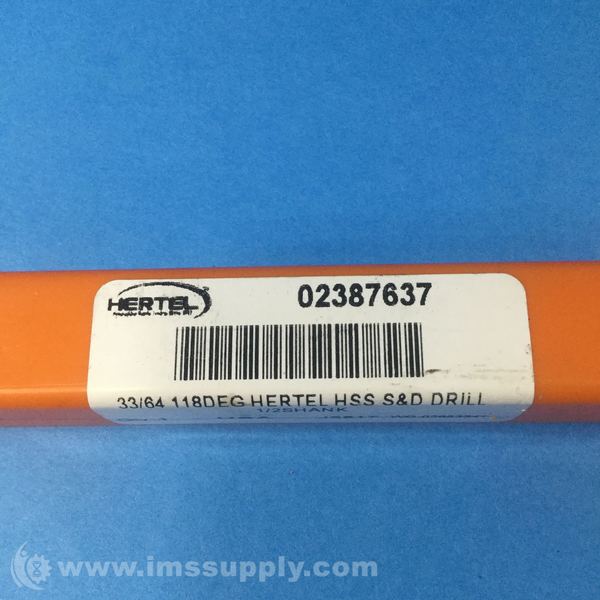 HERTEL
02387637
33/64 118DEG HERTEL HSS S&D DRILL
1/2SHANK
www.imssupply.com